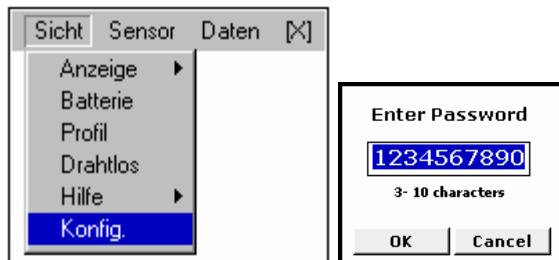 Sicht Sensor Daten [X]
Anzeige
Batterie
Profil
Drahtlos
Hilfe
Konfig.
Enter Password
1234567890
3- 10 characters
OK Cancel